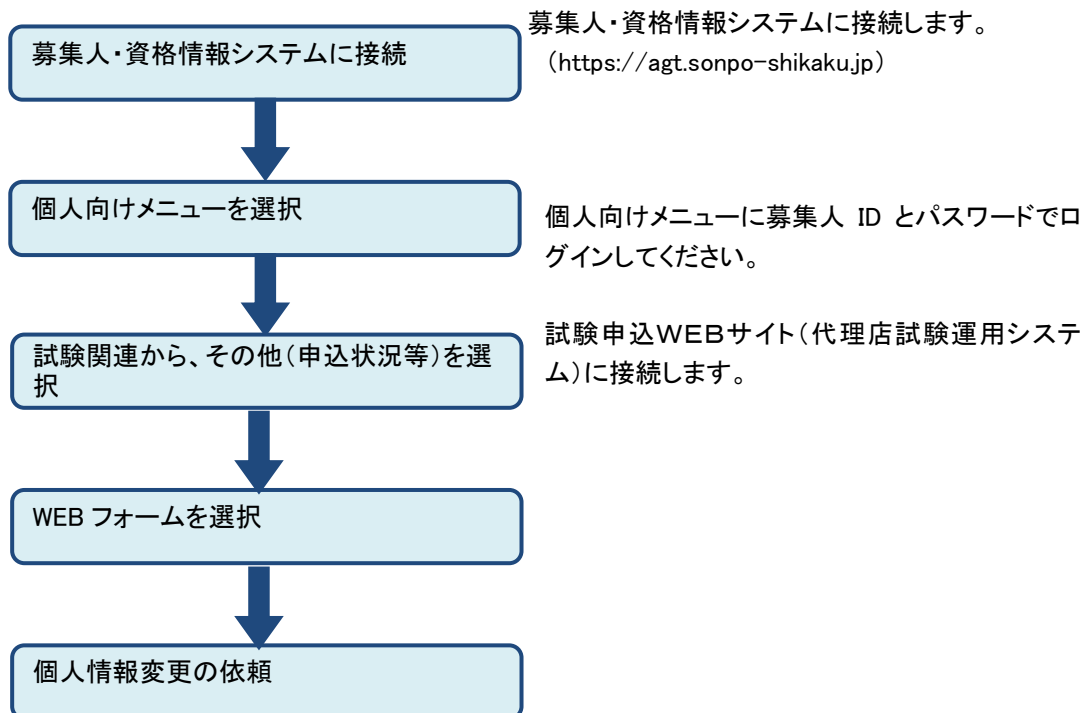 募集人・資格情報システムに接続
募集人・資格情報システムに接続します。
（https://agt.sonpo-shikaku.jp）
個人向けメニューを選択
個人向けメニューに募集人 ID とパスワードでロ
グインしてください。
試験関連から、その他（申込状況等）を選
択
試験申込ＷＥＢサイト（代理店試験運用システ
ム）に接続します。
WEB フォームを選択
個人情報変更の依頼